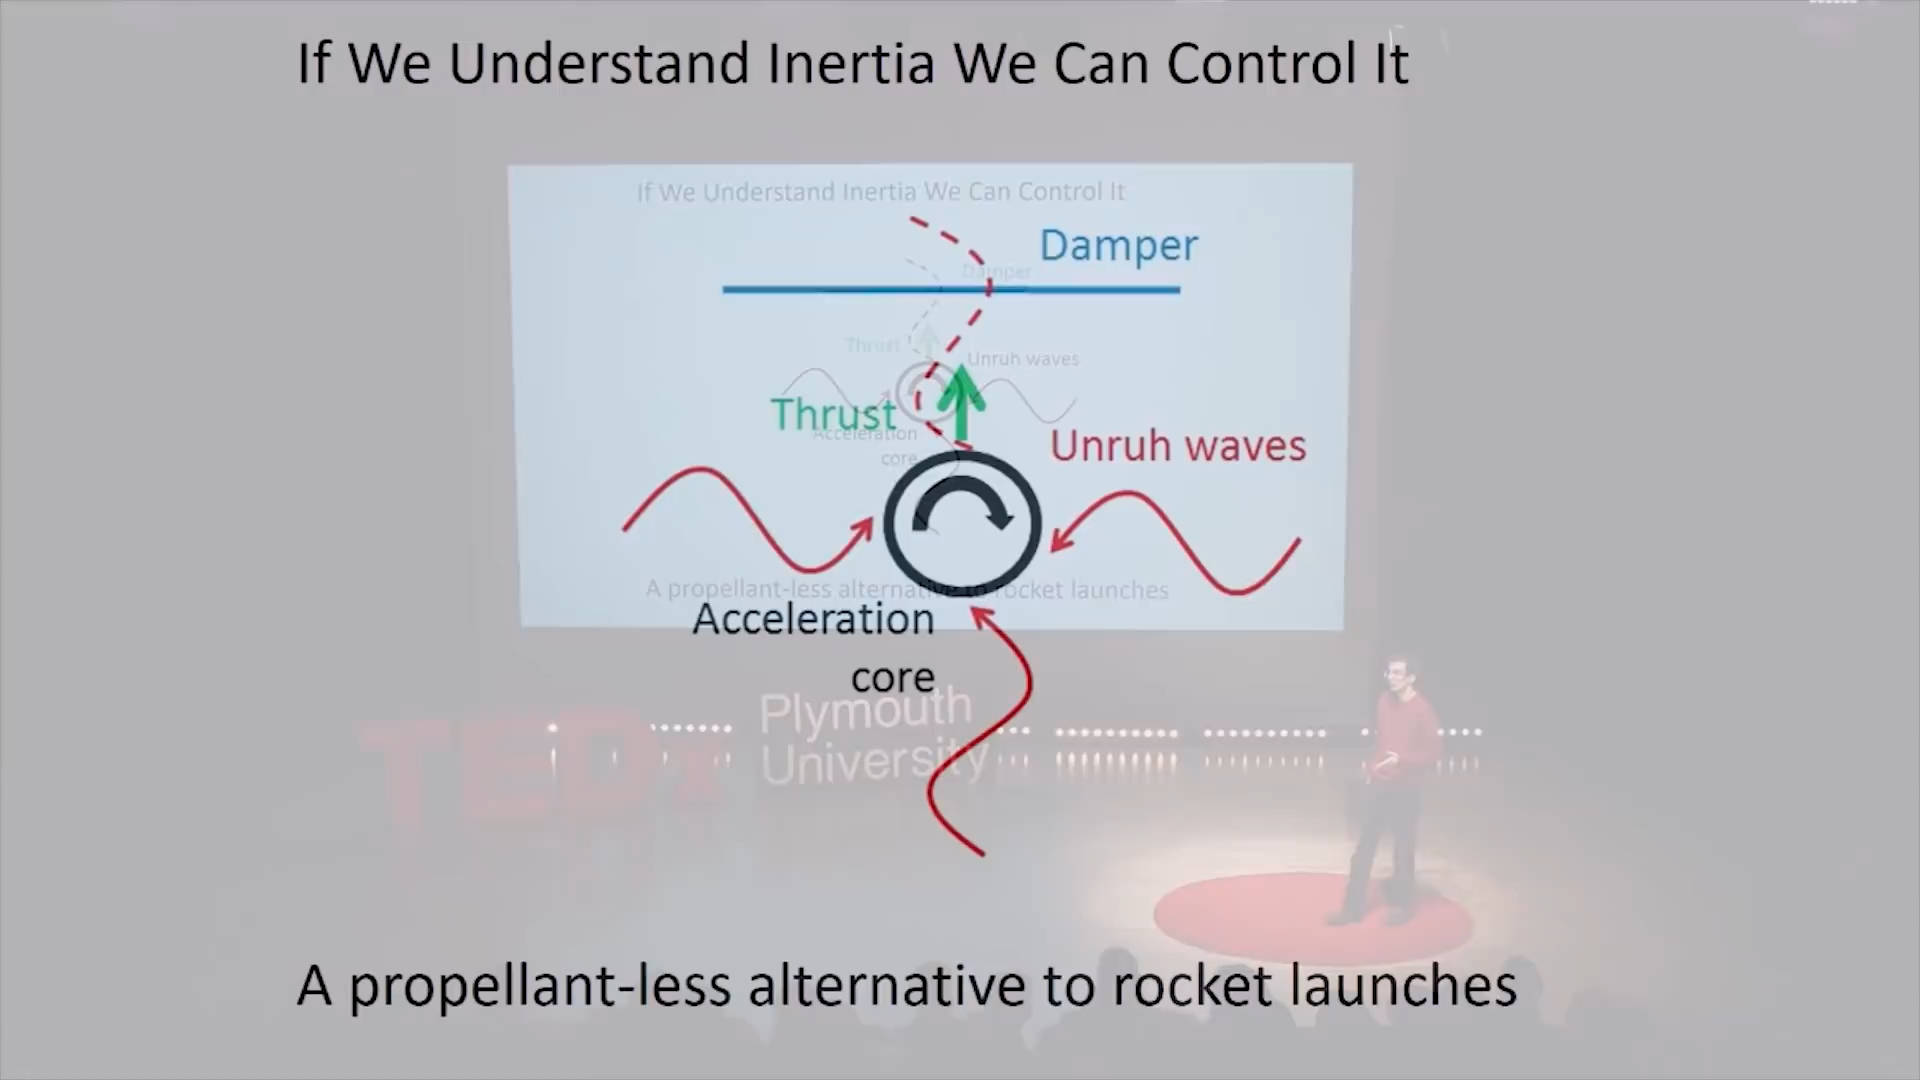 If We Understand Inertia We Can Control It
If We Understand Inertia We Can Control It
Damper
Damper
Thrust
Unruh waves
Thrust
Unruh waves
Acceleration
core
A propellant-less alternative to rocket launches
Acceleration
core
TEDx
Plymouth
University
A propellant-less alternative to rocket launches